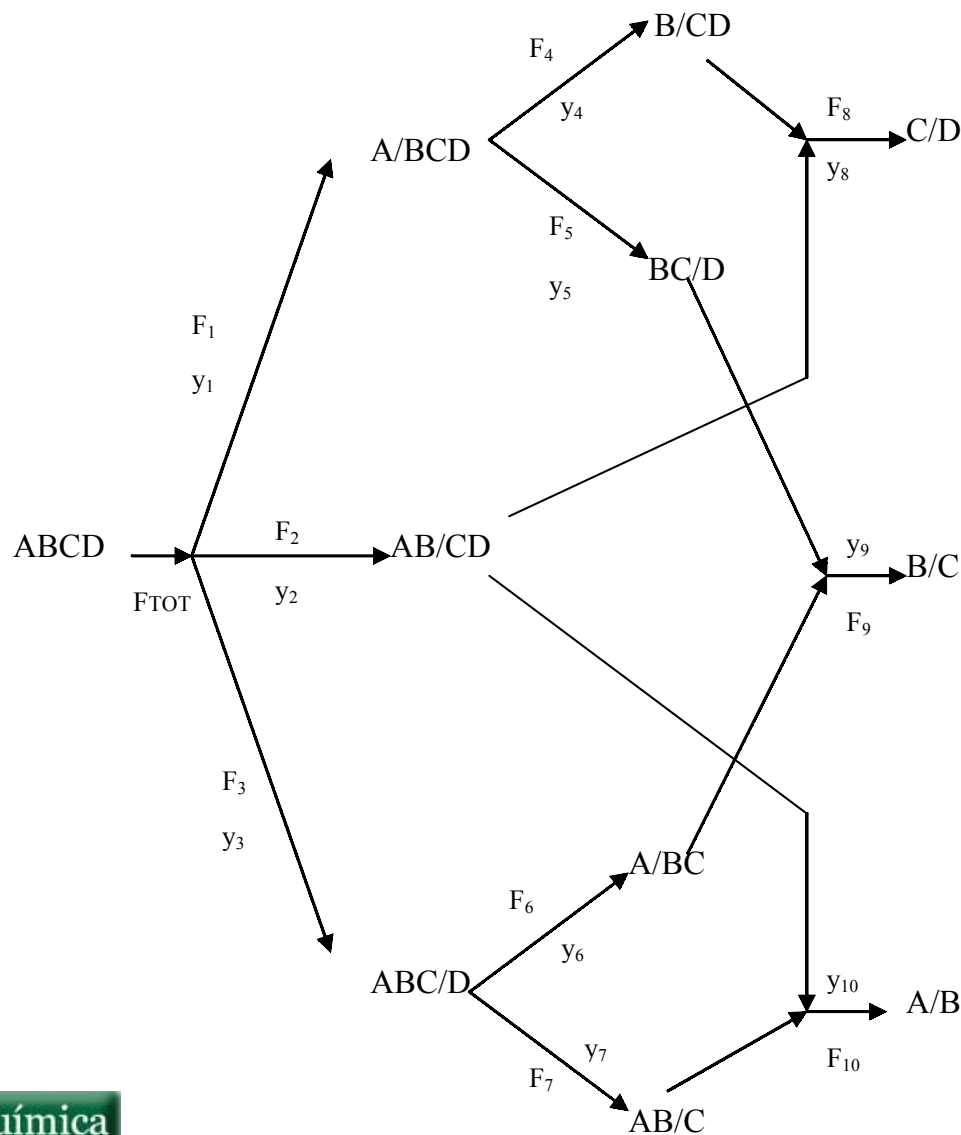 B/CD
F4
y4
F8
C/D
A/BCD
y8
F5
BC/D
y5
F1
y1
F2
y9
ABCD
AB/CD
B/C
FTOT
y2
F9
F3
y3
A/BC
F6
y6
ABC/D
y10
A/B
y7
F10
F7
AB/C
uímica